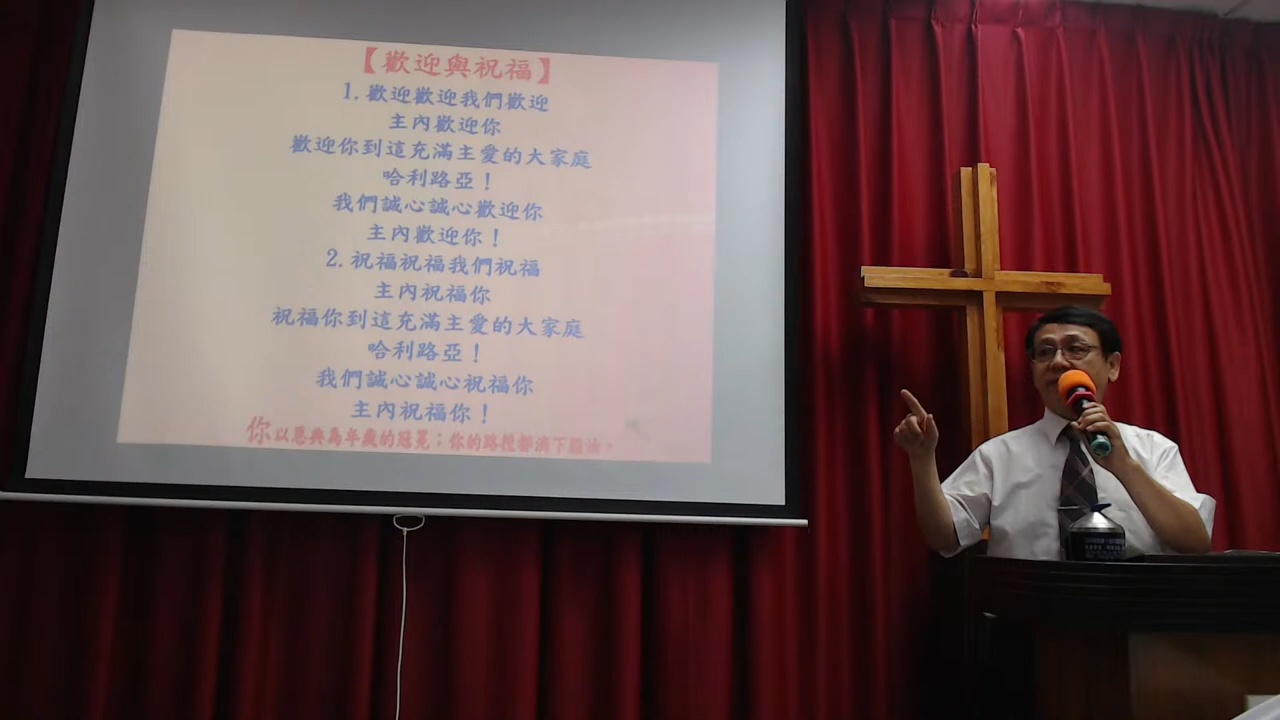 【歡迎與祝福】
1.歡迎歡迎我們歡迎
主內歡迎你
歡迎你到這充滿主愛的大家庭
哈利路亞！
我們誠心誠心歡迎你
主內歡迎你！
2.祝福祝福我們祝福
主內祝福你
祝福你到這充滿主愛的大家庭
哈利路亞！
我們誠心誠心祝福你
主內祝福你！
你以恩典為年歲的冠冕；你的路徑都滴下脂油。